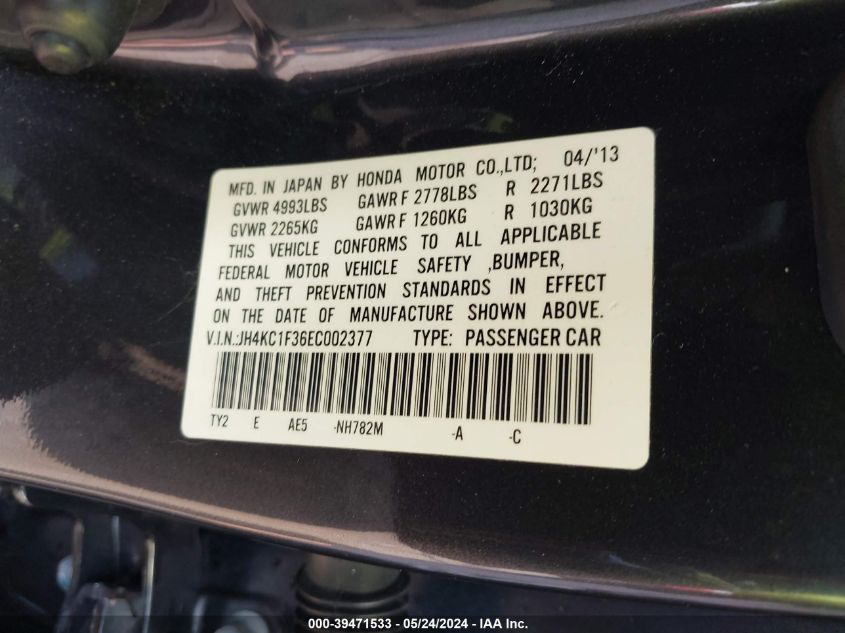 MFD. IN JAPAN BY HONDA MOTOR CO.,LTD; 04/'13
GVWR 4993LBS GAWR F 2778LBS R 2271LBS
GVWR 2265KG GAWR F 1260KG R 1030KG
THIS VEHICLE CONFORMS TO ALL APPLICABLE
FEDERAL MOTOR VEHICLE SAFETY ,BUMPER,
AND THEFT PREVENTION STANDARDS IN EFFECT
ON THE DATE OF MANUFACTURE SHOWN ABOVE.
V.I.N.:JH4KC1F36EC002377 TYPE: PASSENGER CAR
TY2 E AE5 -NH782M -A -C
000-39471533 / 05/24/2024 - IAA Inc.